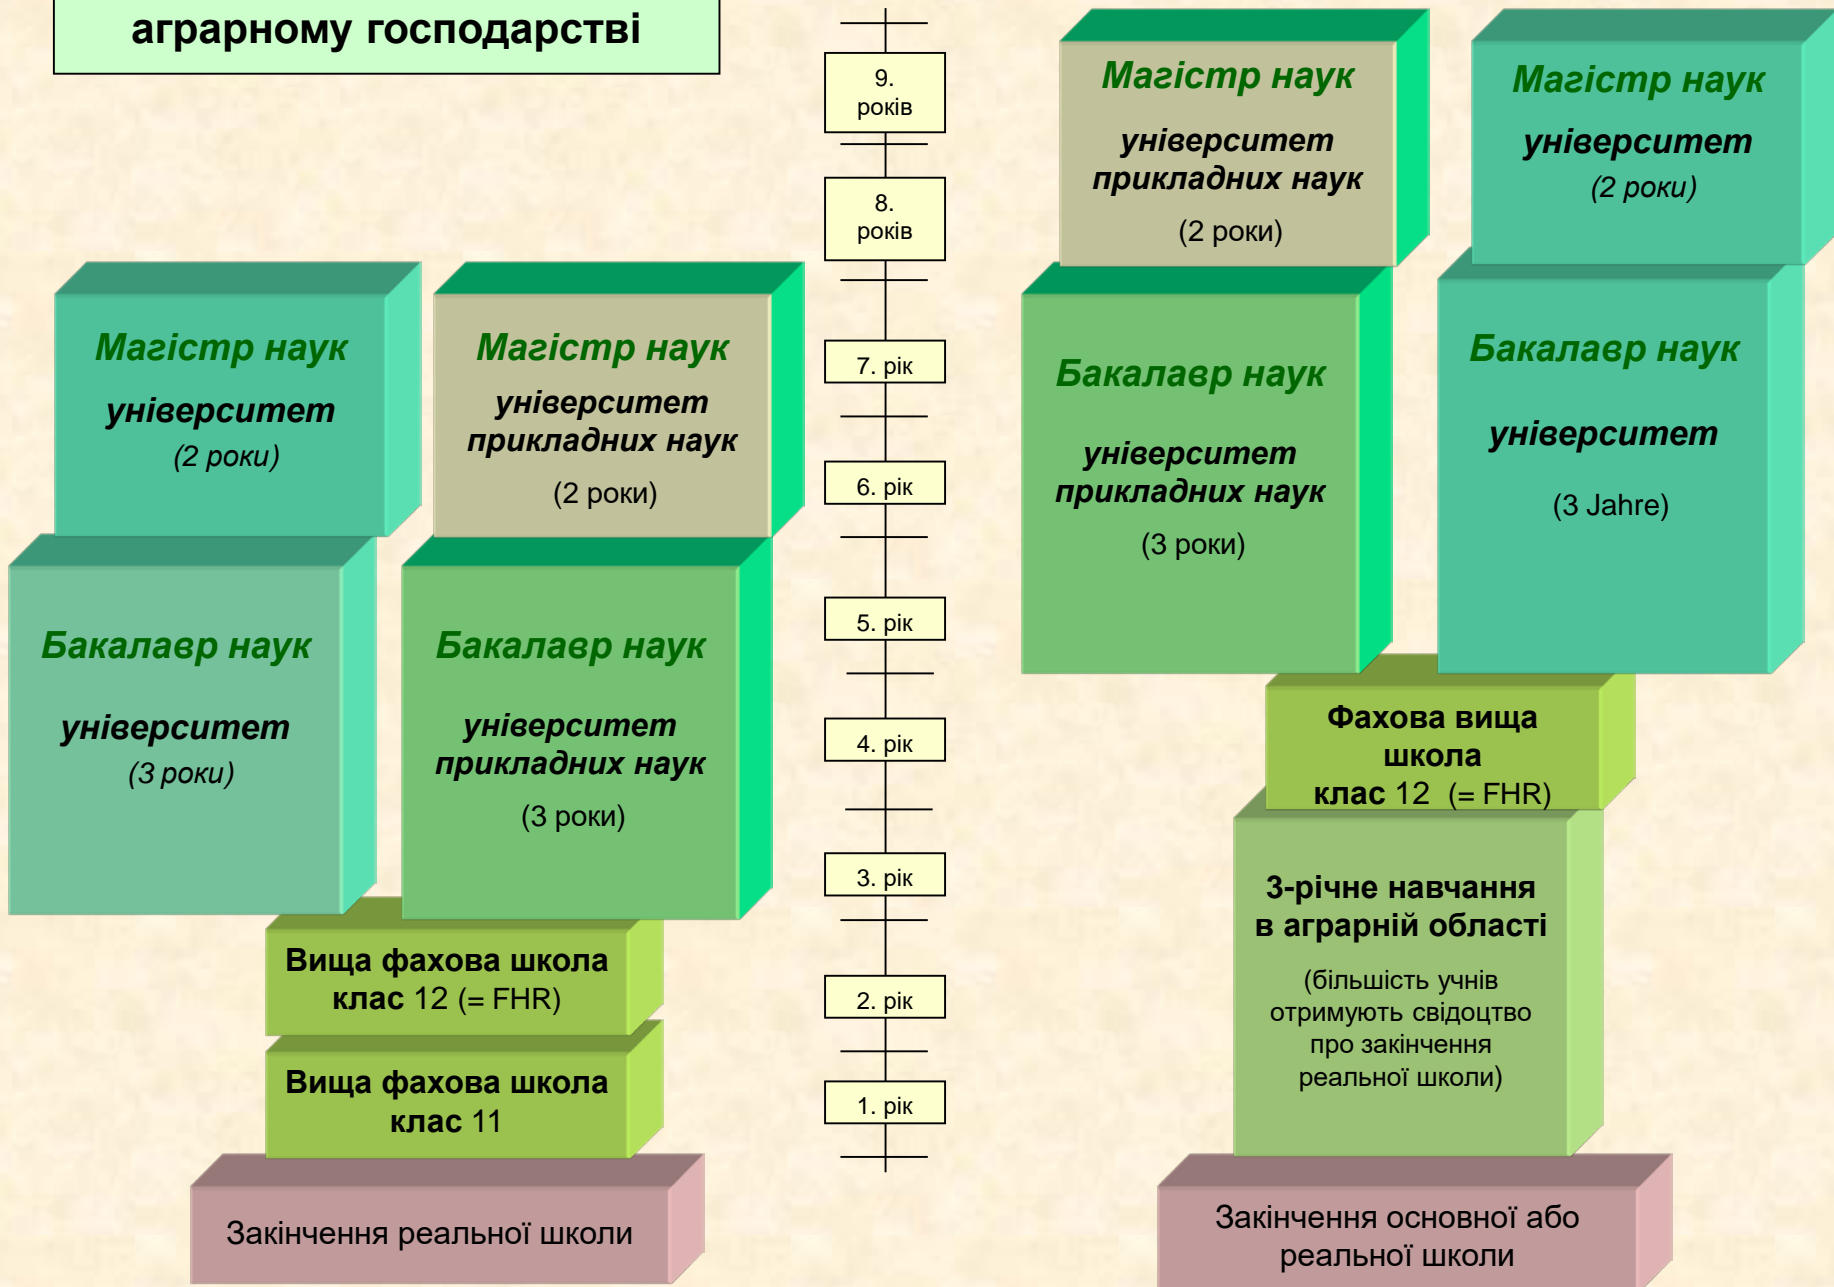 аграрному господарстві
Магістр наук
університет
(2 роки)
Магістр наук
університет
прикладних наук
(2 роки)
Бакалавр наук
університет
(3 роки)
Бакалавр наук
університет
прикладних наук
(3 роки)
Вища фахова школа
клас 12 (= FHR)
Вища фахова школа
клас 11
Закінчення реальної школи
9.
років
8.
років
7. рік
6. рік
5. рік
4. рік
3. рік
2. рік
1. рік
Магістр наук
університет
прикладних наук
(2 роки)
Магістр наук
університет
(2 роки)
Бакалавр наук
університет
прикладних наук
(3 роки)
Бакалавр наук
університет
(3 Jahre)
Фахова вища
школа
клас 12 (= FHR)
3-річне навчання
в аграрній області
(більшість учнів
отримують свідоцтво
про закінчення
реальної школи)
Закінчення основної або
реальної школи